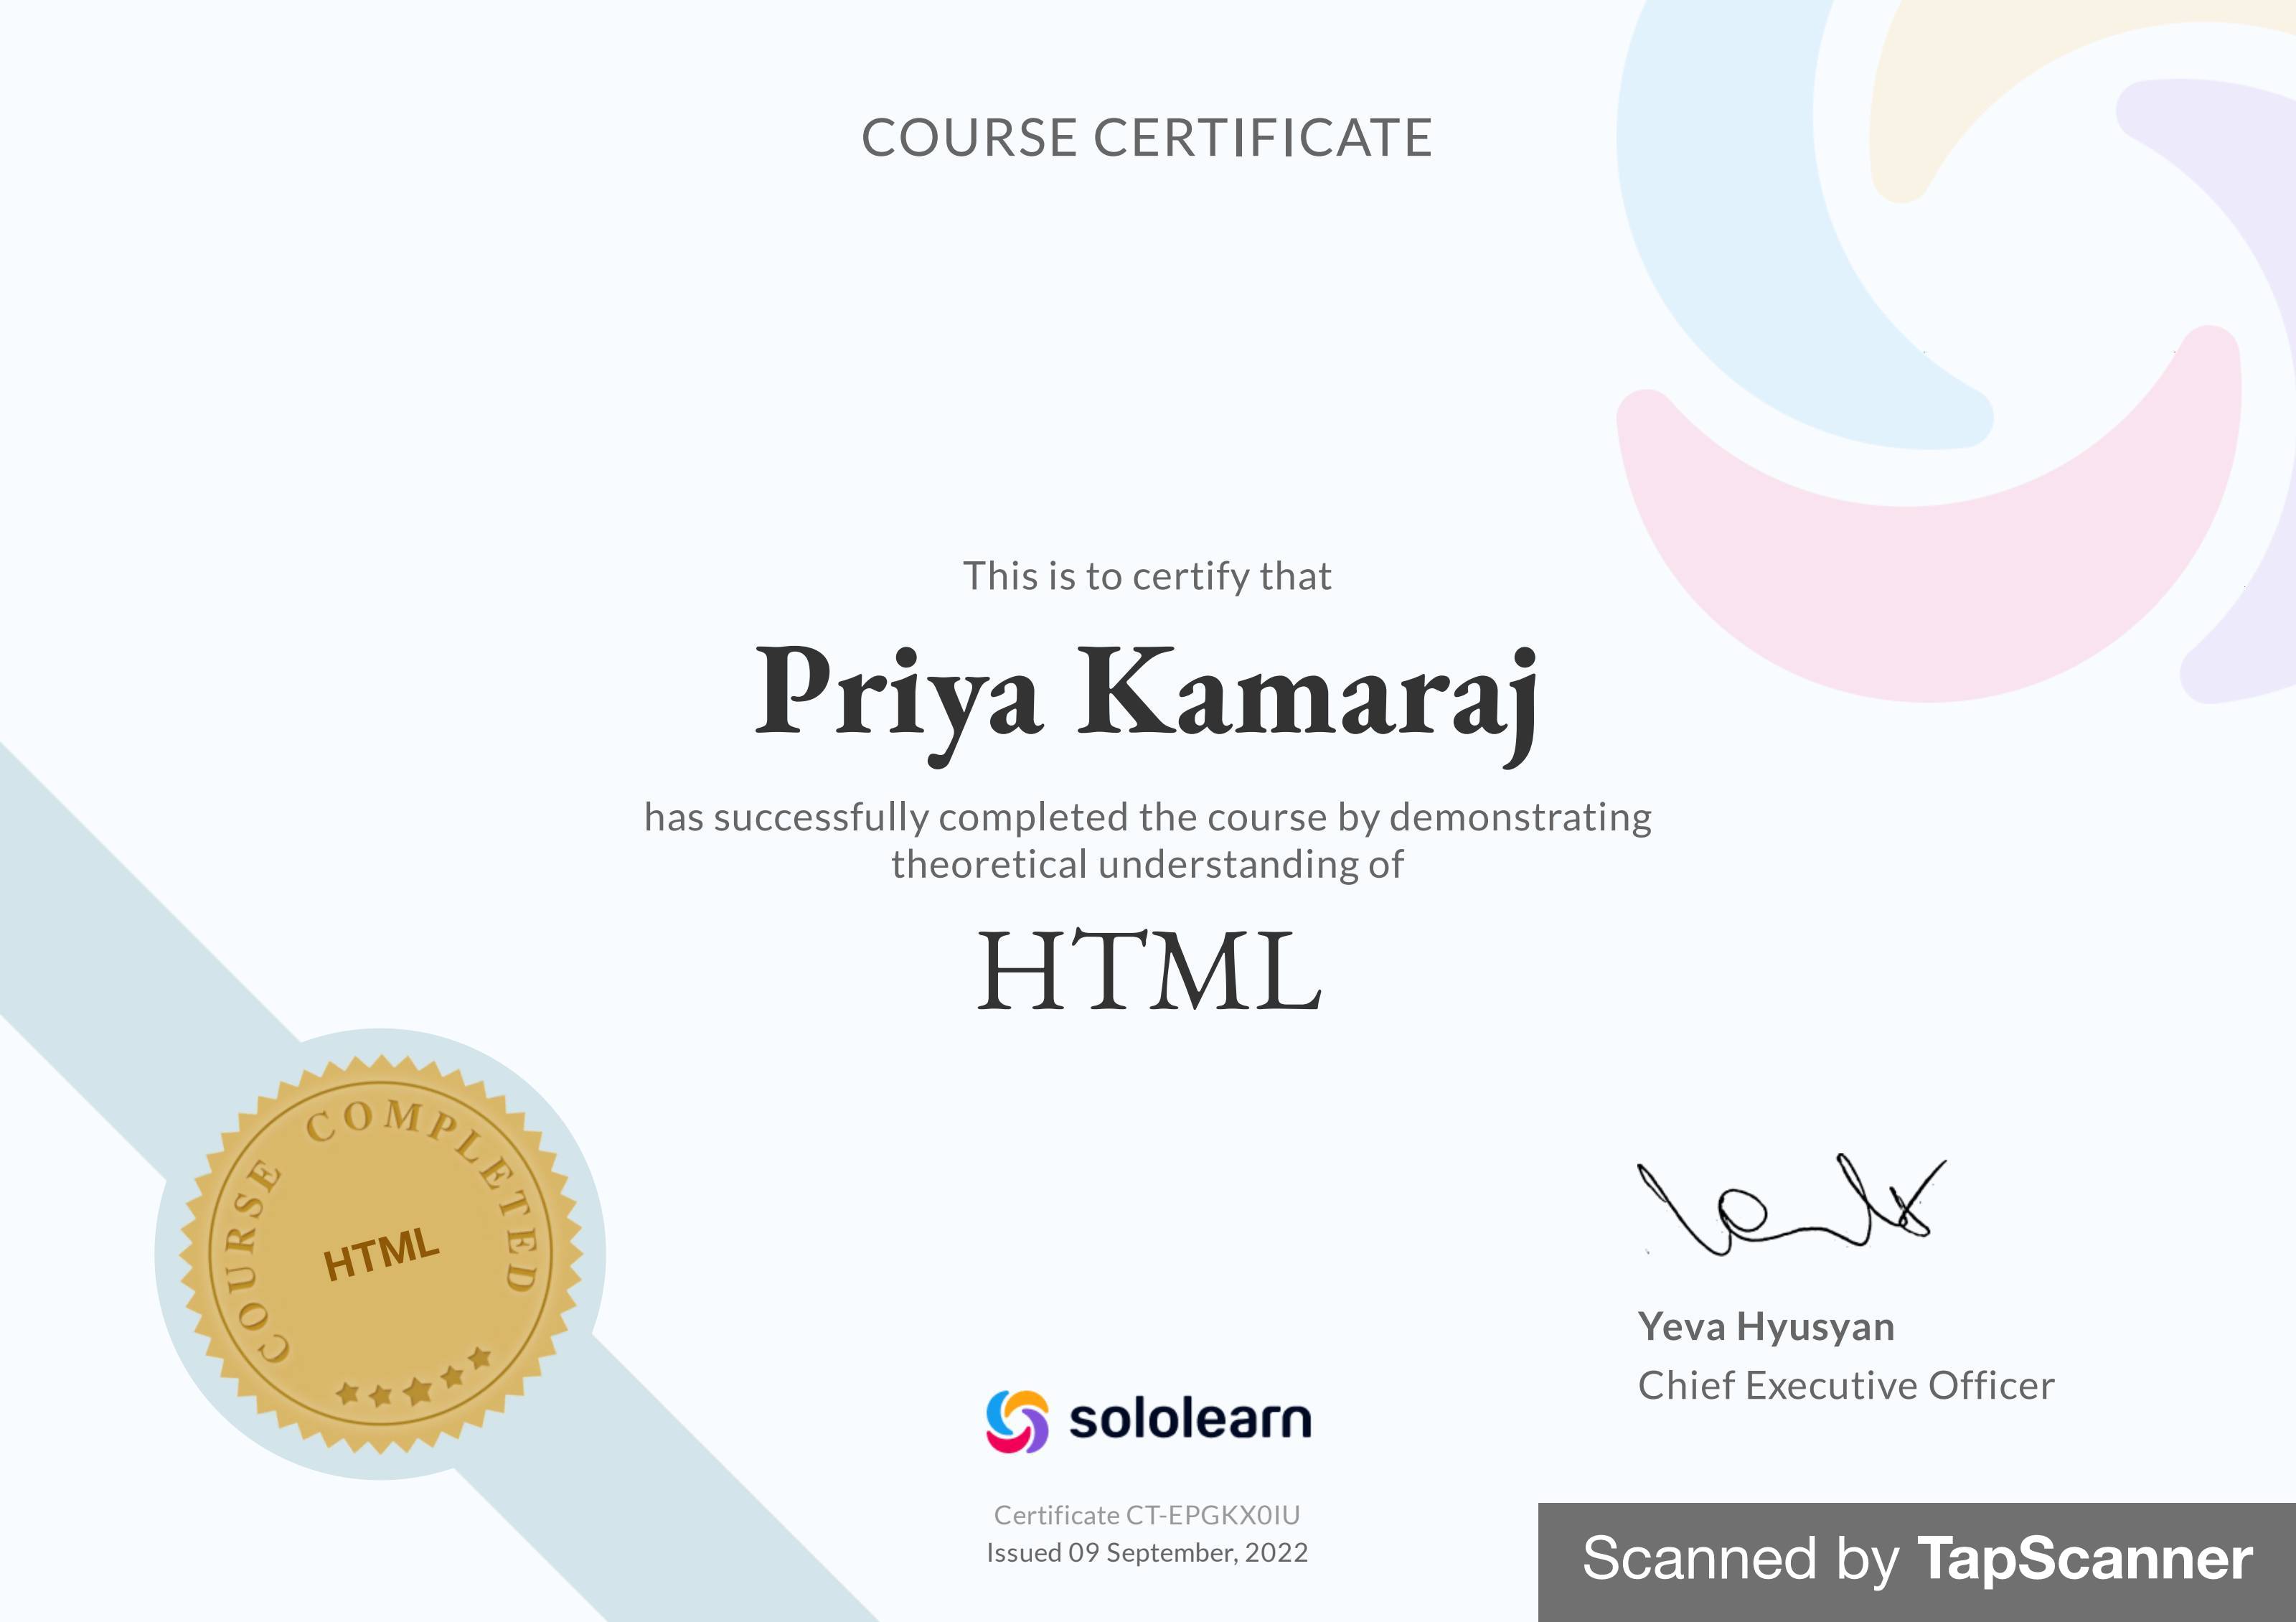 COURSE CERTIFICATE
This is to certify that
Priya Kamaraj
has successfully completed the course by demonstrating
theoretical understanding of
HTML
COURSE COMPLETED
HTML
Yeva Hyusyan
Chief Executive Officer
sololearn
Certificate CT-EPGKX0IU
Issued 09 September, 2022
Scanned by TapScanner